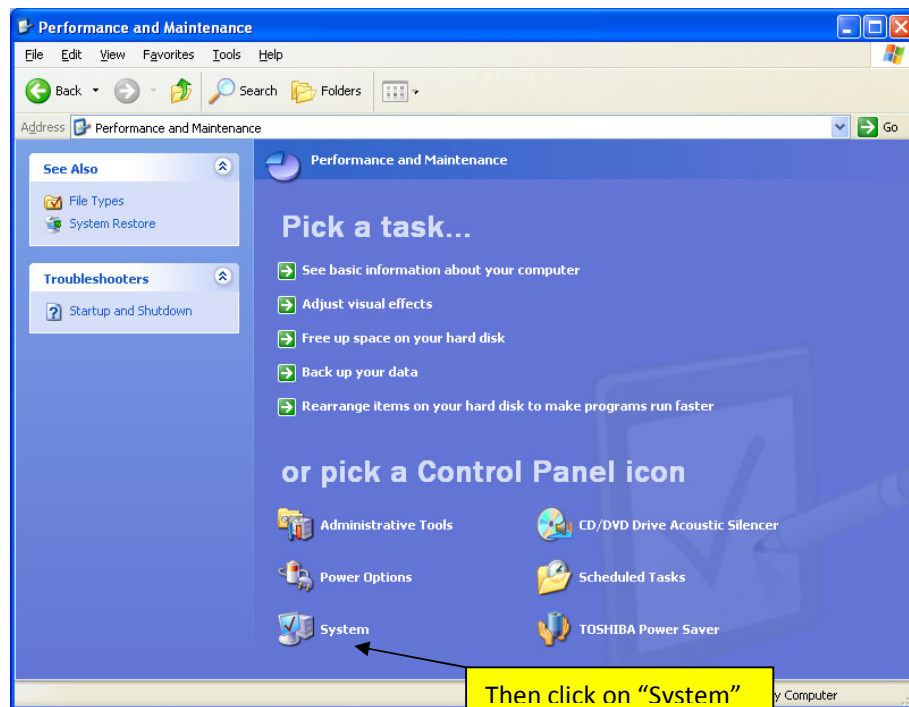 Performance and Maintenance
File Edit View Favorites Tools Help
Back Search Folders
Address Performance and Maintenance Go
See Also
File Types
System Restore
Troubleshooters
Startup and Shutdown
Performance and Maintenance
Pick a task...
See basic information about your computer
Adjust visual effects
Free up space on your hard disk
Back up your data
Rearrange items on your hard disk to make programs run faster
or pick a Control Panel icon
Administrative Tools
CD/DVD Drive Acoustic Silencer
Power Options
Scheduled Tasks
System
TOSHIBA Power Saver
Then click on “System”
y Computer